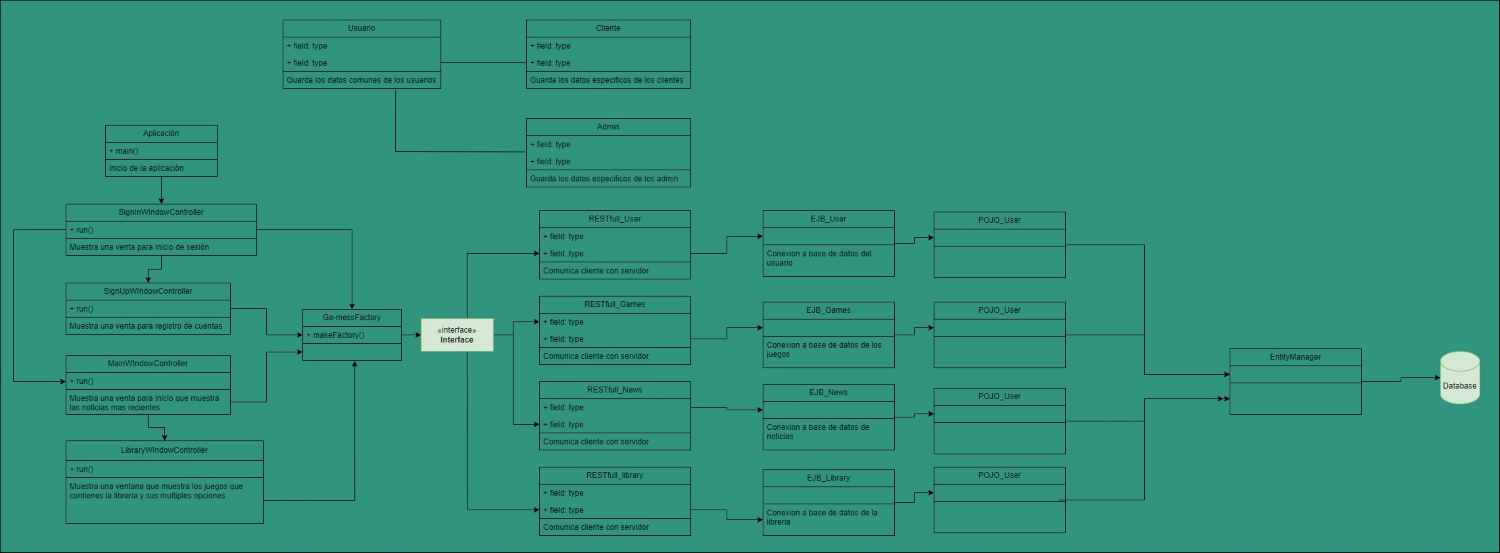 Usuario
+ field: type
+ field: type
Guarda los datos comunes de los usuarios
Cliente
+ field: type
+ field: type
Guarda los datos especificos de los clientes
Admin
+ field: type
+ field: type
Guarda los datos especificos de los admin
Aplicación
+ main()
inicio de la aplicación
SignInWIndowController
+ run()
Muestra una venta para inicio de sesión
SignUpWIndowController
+ run()
Muestra una venta para registro de cuentas
MainWIndowController
+ run()
Muestra una venta para inicio que muestra
las noticias mas recientes
LibraryWIndowController
+ run()
Muestra una ventana que muestra los juegos que
contienes la libreria y sus multiples opciones
Ga-messFactory
+ makeFactory()
«interface»
Interface
RESTfull_User
+ field: type
+ field: type
Comunica cliente con servidor
RESTfull_Games
+ field: type
+ field: type
Comunica cliente con servidor
RESTfull_News
+ field: type
+ field: type
Comunica cliente con servidor
RESTfull_library
+ field: type
+ field: type
Comunica cliente con servidor
EJB_User
Conexion a base de datos del
usuario
EJB_Games
Conexion a base de datos de los
juegos
EJB_News
Conexion a base de datos de
noticias
EJB_Library
Conexion a base de datos de la
libreria
POJO_User
POJO_User
POJO_User
POJO_User
EntityManager
Database